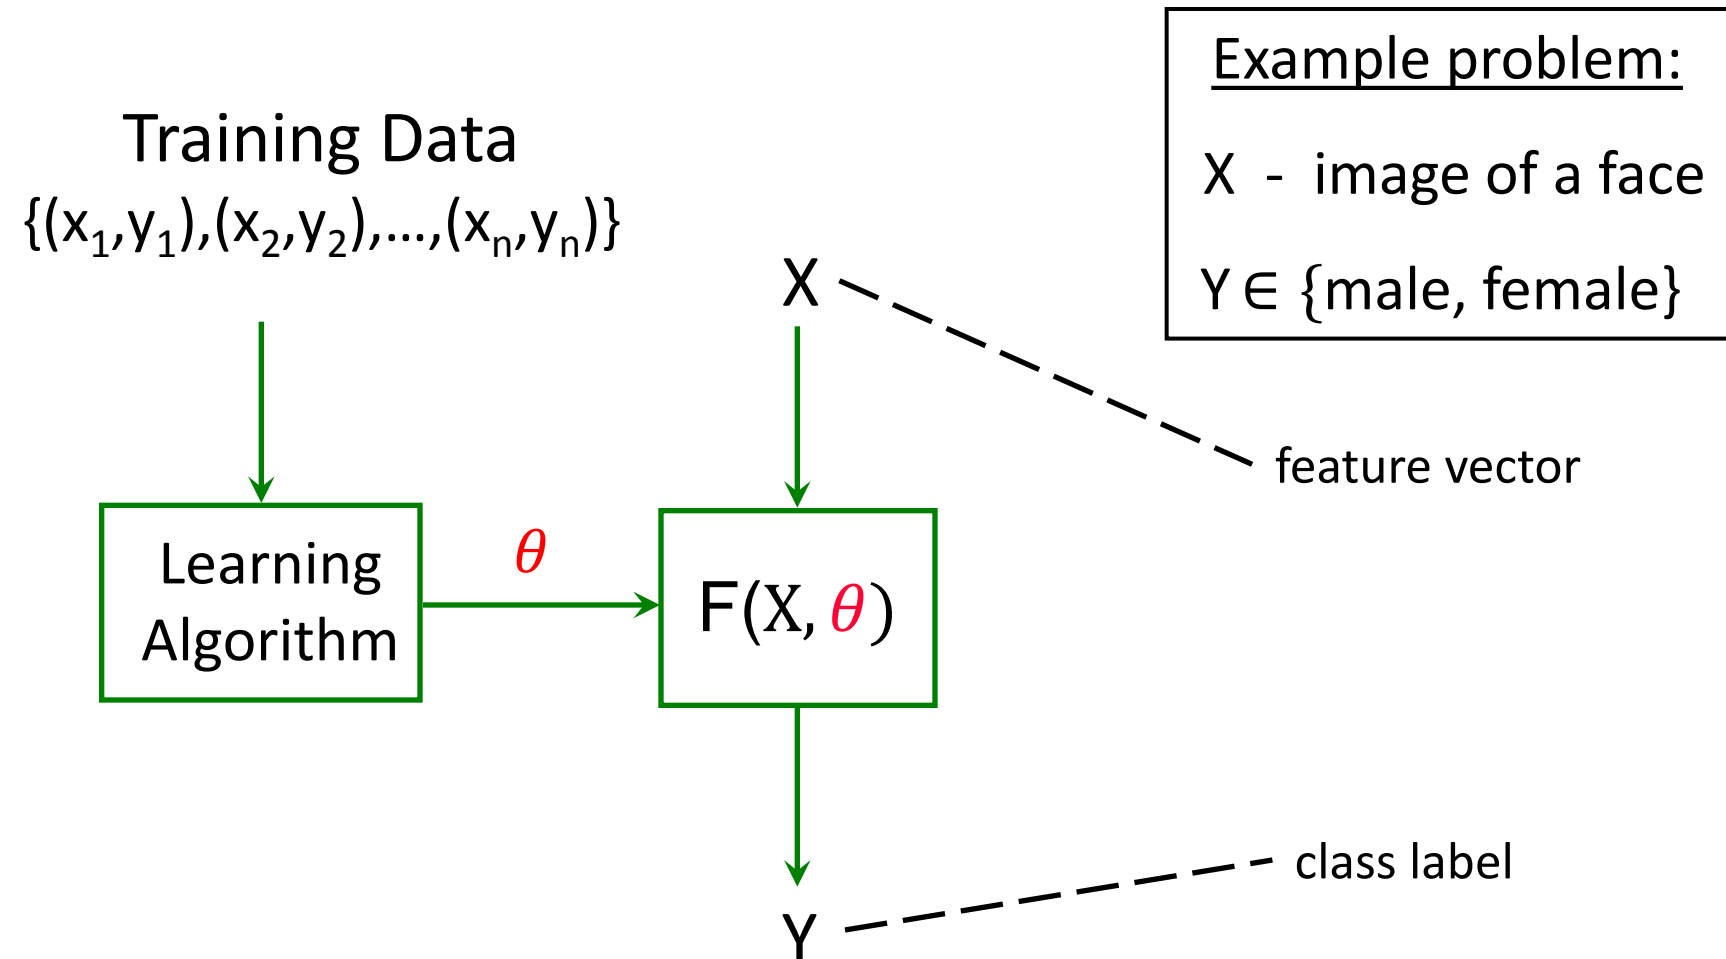 Example problem:
X - image of a face
Y ∈ {male, female}
Training Data
{(x₁,y₁),(x₂,y₂),...,(xₙ,yₙ)}
X
feature vector
Learning
Algorithm
θ
F(X, θ)
class label
Y